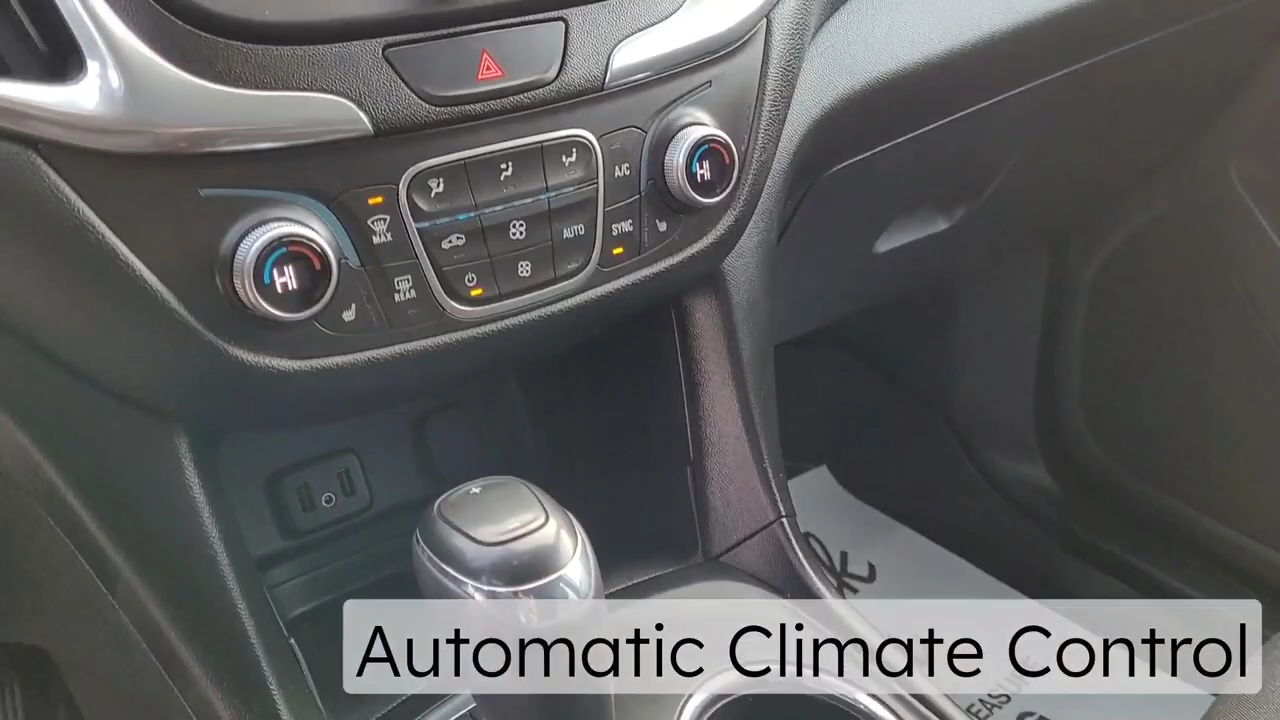 A/C
HI
MAX
SYNC
AUTO
HI
REAR
+
Automatic Climate Control